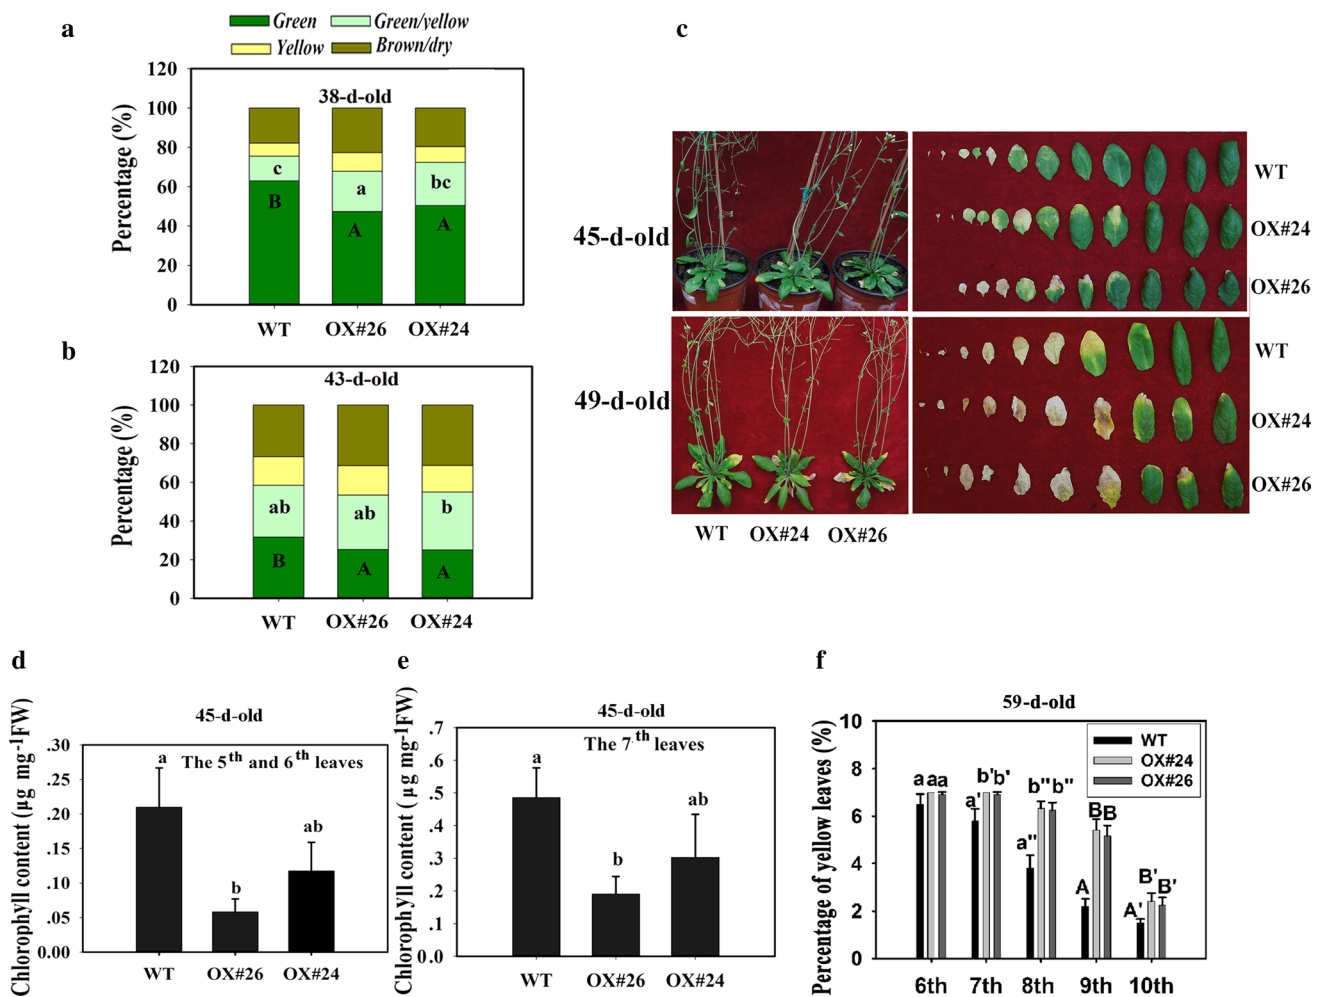 a
Green Green/yellow
Yellow Brown/dry
Percentage (%)
120
100
80
60
40
20
0
38-d-old
c a bc
B A A
WT OX#26 OX#24
b
Percentage (%)
120
100
80
60
40
20
0
43-d-old
ab ab b
B A A
WT OX#26 OX#24
c
45-d-old
WT
OX#24
OX#26
49-d-old
WT
OX#24
OX#26
WT OX#24 OX#26
d
Chlorophyll content (µg mg-1FW)
45-d-old
The 5th and 6th leaves
.30
.25
.20
.15
.10
.05
0.00
a b ab
WT OX#26 OX#24
e
Chlorophyll content ( µg mg-1FW)
45-d-old
The 7 th leaves
.7
.6
.5
.4
.3
.2
.1
0.0
a b ab
WT OX#26 OX#24
f
Percentage of yellow leaves (%)
59-d-old
10
8
6
4
2
0
WT
OX#24
OX#26
a aa a' b'b' a'' b''b'' A BB A' B' B'
6th 7th 8th 9th 10th